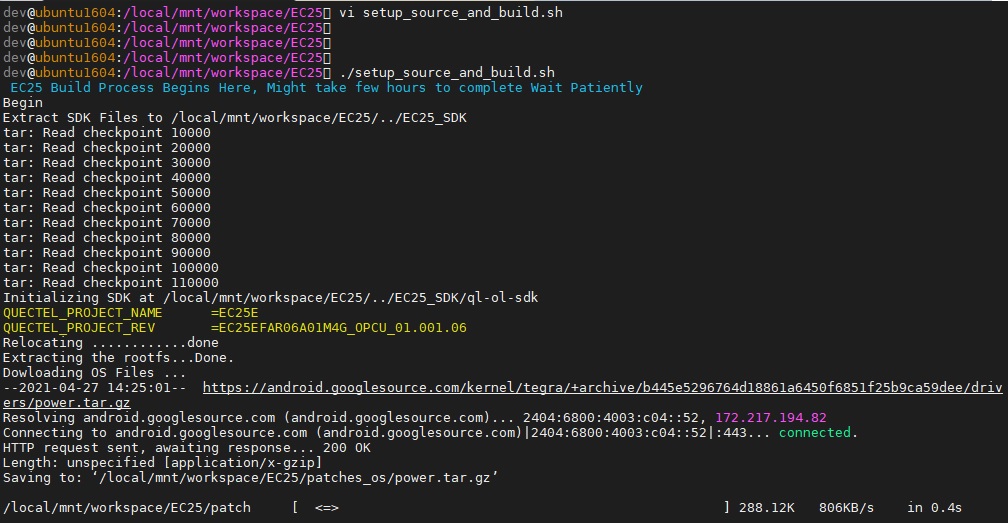 dev@ubuntu1604:/local/mnt/workspace/EC25▯ vi setup_source_and_build.sh
dev@ubuntu1604:/local/mnt/workspace/EC25▯
dev@ubuntu1604:/local/mnt/workspace/EC25▯
dev@ubuntu1604:/local/mnt/workspace/EC25▯
dev@ubuntu1604:/local/mnt/workspace/EC25▯ ./setup_source_and_build.sh
EC25 Build Process Begins Here, Might take few hours to complete Wait Patiently
Begin
Extract SDK Files to /local/mnt/workspace/EC25/../EC25_SDK
tar: Read checkpoint 10000
tar: Read checkpoint 20000
tar: Read checkpoint 30000
tar: Read checkpoint 40000
tar: Read checkpoint 50000
tar: Read checkpoint 60000
tar: Read checkpoint 70000
tar: Read checkpoint 80000
tar: Read checkpoint 90000
tar: Read checkpoint 100000
tar: Read checkpoint 110000
Initializing SDK at /local/mnt/workspace/EC25/../EC25_SDK/ql-ol-sdk
QUECTEL_PROJECT_NAME      =EC25E
QUECTEL_PROJECT_REV       =EC25EFAR06A01M4G_OPCU_01.001.06
Relocating ............done
Extracting the rootfs...Done.
Dowloading OS Files ...
--2021-04-27 14:25:01--  https://android.googlesource.com/kernel/tegra/+archive/b445e5296764d18861a6450f6851f25b9ca59dee/driv
ers/power.tar.gz
Resolving android.googlesource.com (android.googlesource.com)... 2404:6800:4003:c04::52, 172.217.194.82
Connecting to android.googlesource.com (android.googlesource.com)|2404:6800:4003:c04::52|:443... connected.
HTTP request sent, awaiting response... 200 OK
Length: unspecified [application/x-gzip]
Saving to: ‘/local/mnt/workspace/EC25/patches_os/power.tar.gz’
/local/mnt/workspace/EC25/patch     [  <=>                                                 ] 288.12K   806KB/s    in 0.4s